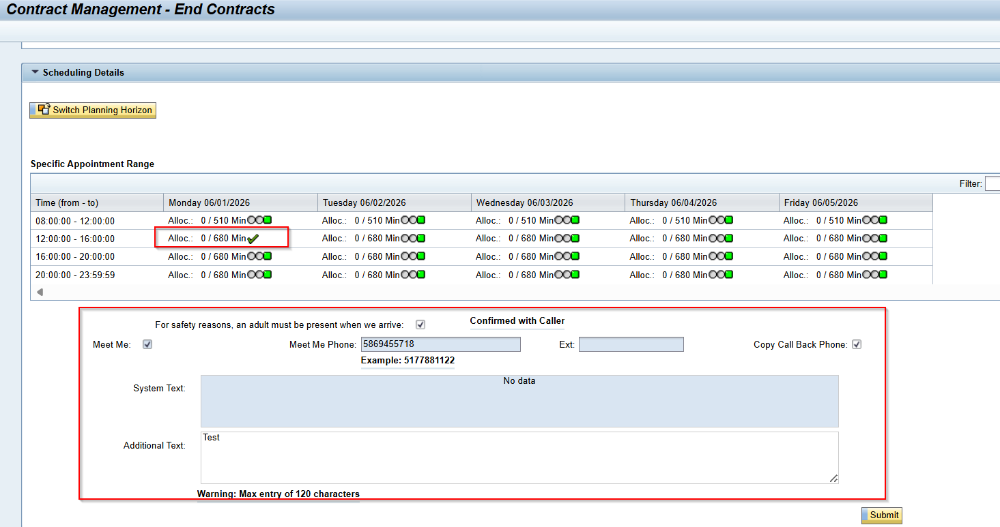 Contract Management - End Contracts
Scheduling Details
Switch Planning Horizon
Specific Appointment Range
Filter:
Time (from - to) Monday 06/01/2026 Tuesday 06/02/2026 Wednesday 06/03/2026 Thursday 06/04/2026 Friday 06/05/2026
08:00:00 - 12:00:00 Alloc.: 0 / 510 Min Alloc.: 0 / 510 Min Alloc.: 0 / 510 Min Alloc.: 0 / 510 Min Alloc.: 0 / 510 Min
12:00:00 - 16:00:00 Alloc.: 0 / 680 Min Alloc.: 0 / 680 Min Alloc.: 0 / 680 Min Alloc.: 0 / 680 Min Alloc.: 0 / 680 Min
16:00:00 - 20:00:00 Alloc.: 0 / 680 Min Alloc.: 0 / 680 Min Alloc.: 0 / 680 Min Alloc.: 0 / 680 Min Alloc.: 0 / 680 Min
20:00:00 - 23:59:59 Alloc.: 0 / 680 Min Alloc.: 0 / 680 Min Alloc.: 0 / 680 Min Alloc.: 0 / 680 Min Alloc.: 0 / 680 Min
For safety reasons, an adult must be present when we arrive: Confirmed with Caller
Meet Me: Meet Me Phone: 5869455718 Ext: Copy Call Back Phone:
Example: 5177881122
System Text: No data
Additional Text: Test
Warning: Max entry of 120 characters
Submit